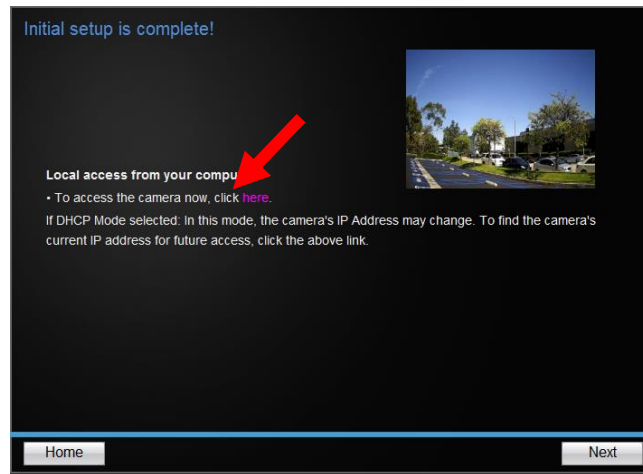 Initial setup is complete!
Local access from your compu
• To access the camera now, click here.
If DHCP Mode selected: In this mode, the camera's IP Address may change. To find the camera's
current IP address for future access, click the above link.
Home
Next